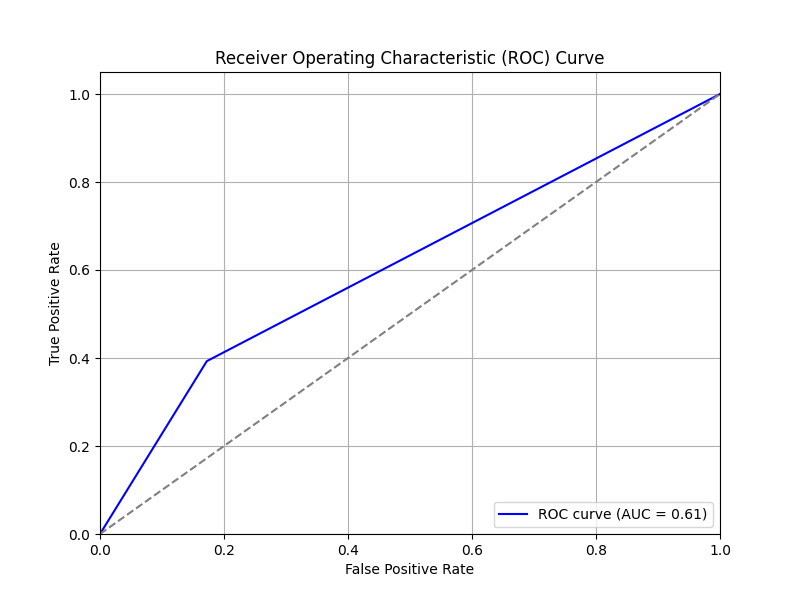 Receiver Operating Characteristic (ROC) Curve
True Positive Rate
1.0
0.8
0.6
0.4
0.2
0.0
ROC curve (AUC = 0.61)
0.0 0.2 0.4 0.6 0.8 1.0
False Positive Rate